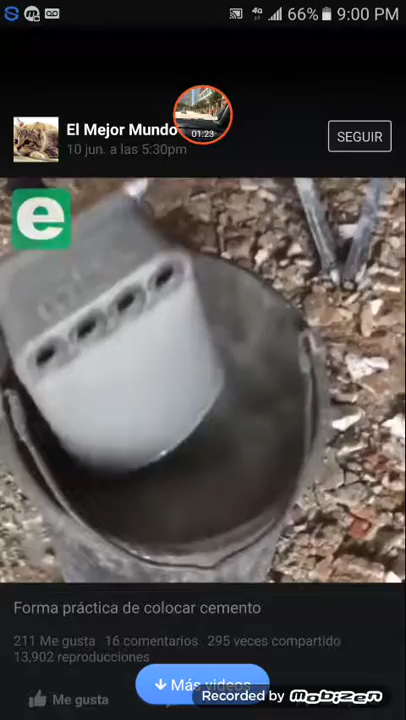 4G 66% 9:00 PM
El Mejor Mundo
01:23
10 jun. a las 5:30pm
SEGUIR
e
Forma práctica de colocar cemento
211 Me gusta 16 comentarios 295 veces compartido
13,902 reproducciones
Más videos
Me gusta
Recorded by MOBIZEN